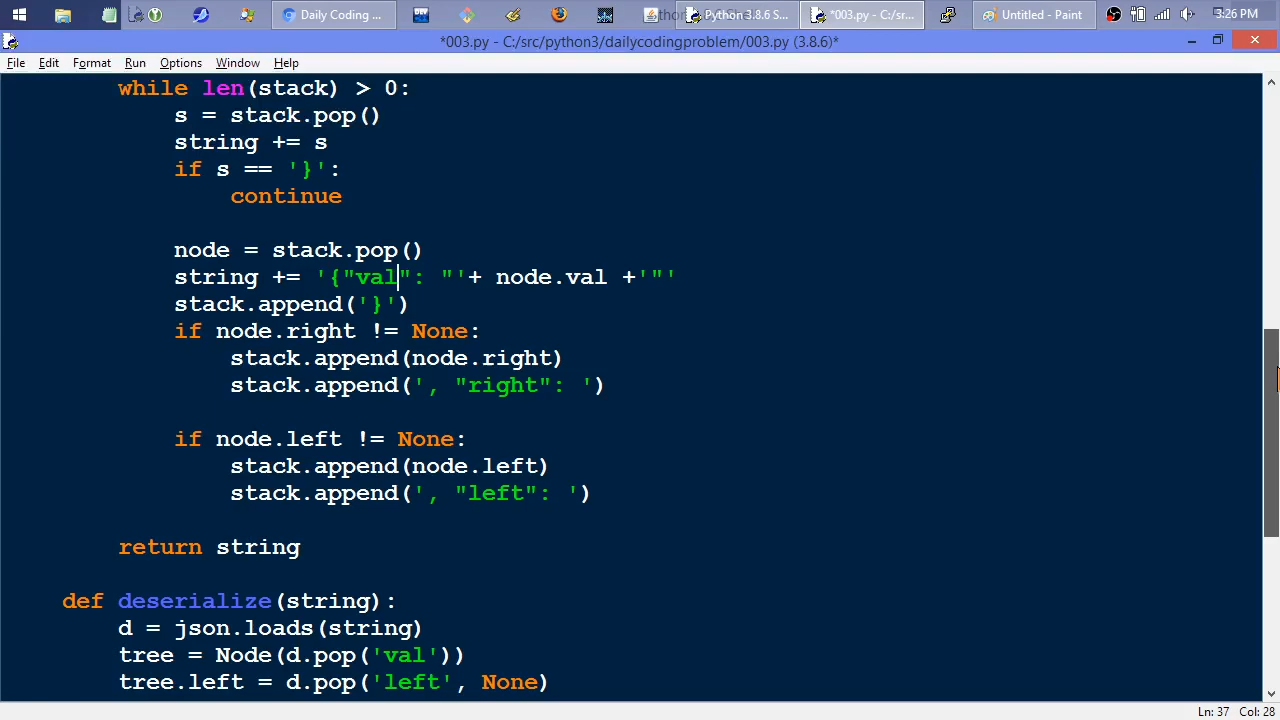 Daily Coding ...
Python 3.8.6 S...
*003.py - C:/sr...
Untitled - Paint
3:26 PM
*003.py - C:/src/python3/dailycodingproblem/003.py (3.8.6)*
File Edit Format Run Options Window Help
while len(stack) > 0:
s = stack.pop()
string += s
if s == '}':
continue
node = stack.pop()
string += '{"val": "'+ node.val +'"'
stack.append('}')
if node.right != None:
stack.append(node.right)
stack.append(', "right": ')
if node.left != None:
stack.append(node.left)
stack.append(', "left": ')
return string
def deserialize(string):
d = json.loads(string)
tree = Node(d.pop('val'))
tree.left = d.pop('left', None)
Ln: 37 Col: 28